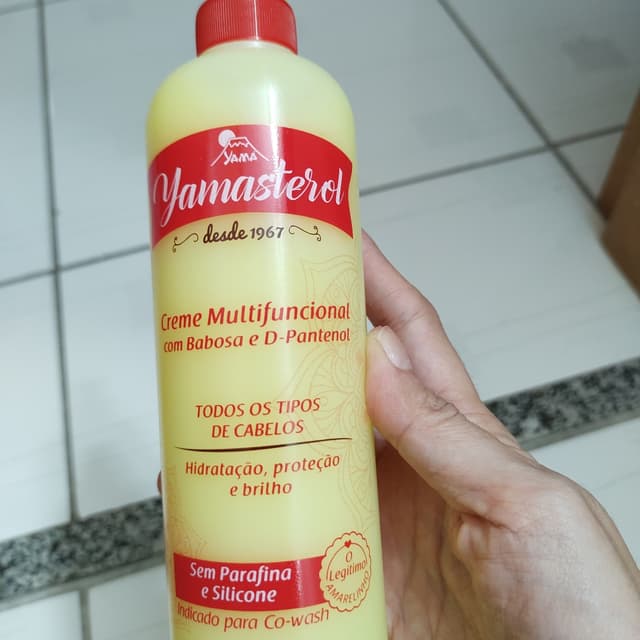 YAMA
Yamasterol
desde 1967
Creme Multifuncional
com Babosa e D-Pantenol
TODOS OS TIPOS
DE CABELOS
Hidratação, proteção
e brilho
Sem Parafina
e Silicone
O
Legítimo
AMARELINHO
Indicado para Co-wash